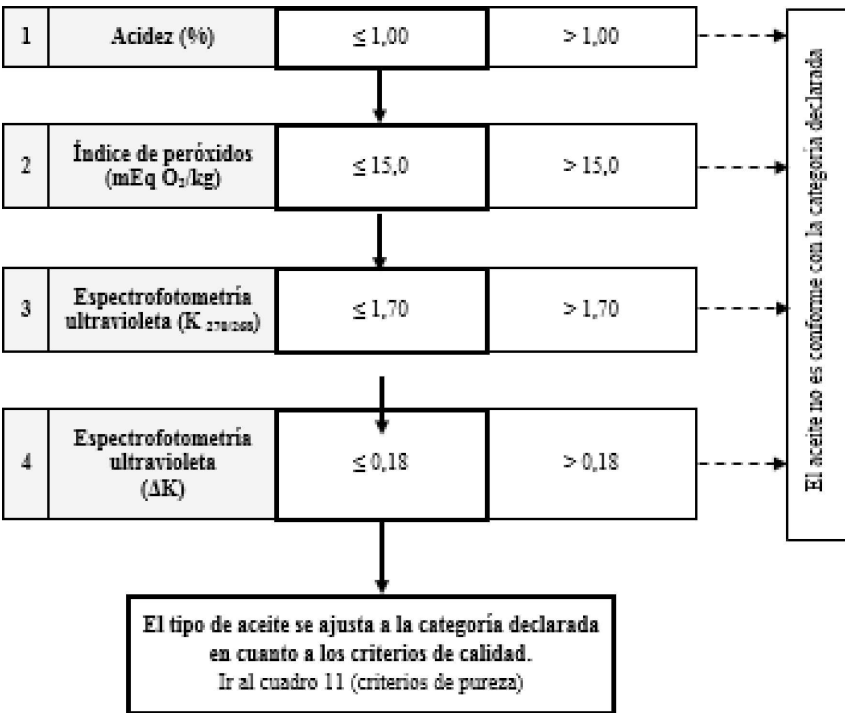 1 Acidez (%) ≤ 1,00 > 1,00
2 Índice de peróxidos
(mEq O₂/kg) ≤ 15,0 > 15,0
3 Espectrofotometría
ultravioleta (K 270/268) ≤ 1,70 > 1,70
4 Espectrofotometría
ultravioleta
(ΔK) ≤ 0,18 > 0,18
El aceite no es conforme con la categoría declarada
El tipo de aceite se ajusta a la categoría declarada
en cuanto a los criterios de calidad.
Ir al cuadro 11 (criterios de pureza)